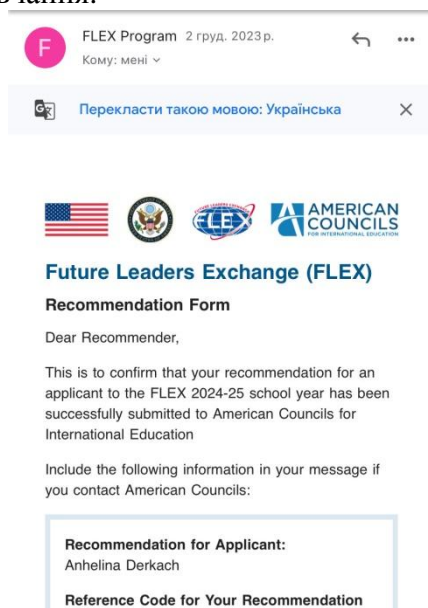 F
FLEX Program 2 груд. 2023 р.
Кому: мені
Перекласти такою мовою: Українська
FLEX
AMERICAN
COUNCILS
FOR INTERNATIONAL EDUCATION
Future Leaders Exchange (FLEX)
Recommendation Form
Dear Recommender,
This is to confirm that your recommendation for an
applicant to the FLEX 2024-25 school year has been
successfully submitted to American Councils for
International Education
Include the following information in your message if
you contact American Councils:
Recommendation for Applicant:
Anhelina Derkach
Reference Code for Your Recommendation